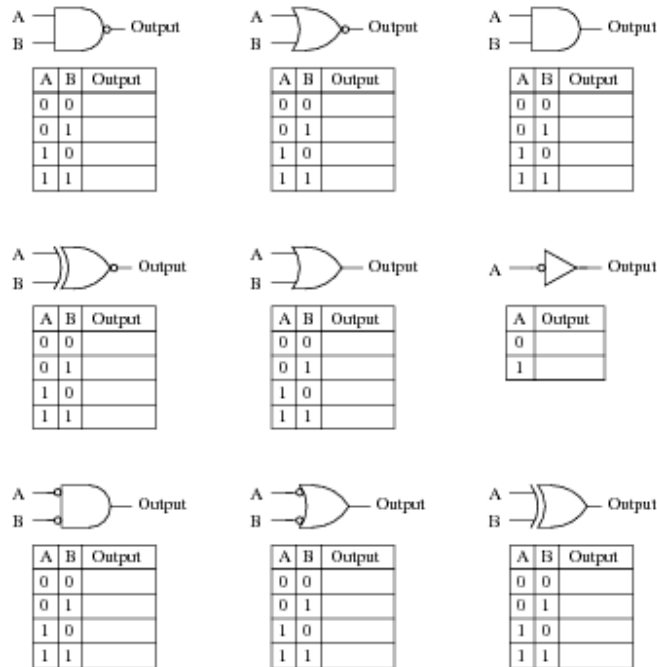 A Output A Output A Output
B B B
A B Output A B Output A B Output
0 0 0 0 0 0
0 1 0 1 0 1
1 0 1 0 1 0
1 1 1 1 1 1
A Output A Output A Output
B B
A B Output A B Output A Output
0 0 0 0 0
0 1 0 1 1
1 0 1 0
1 1 1 1
A Output A Output A Output
B B B
A B Output A B Output A B Output
0 0 0 0 0 0
0 1 0 1 0 1
1 0 1 0 1 0
1 1 1 1 1 1